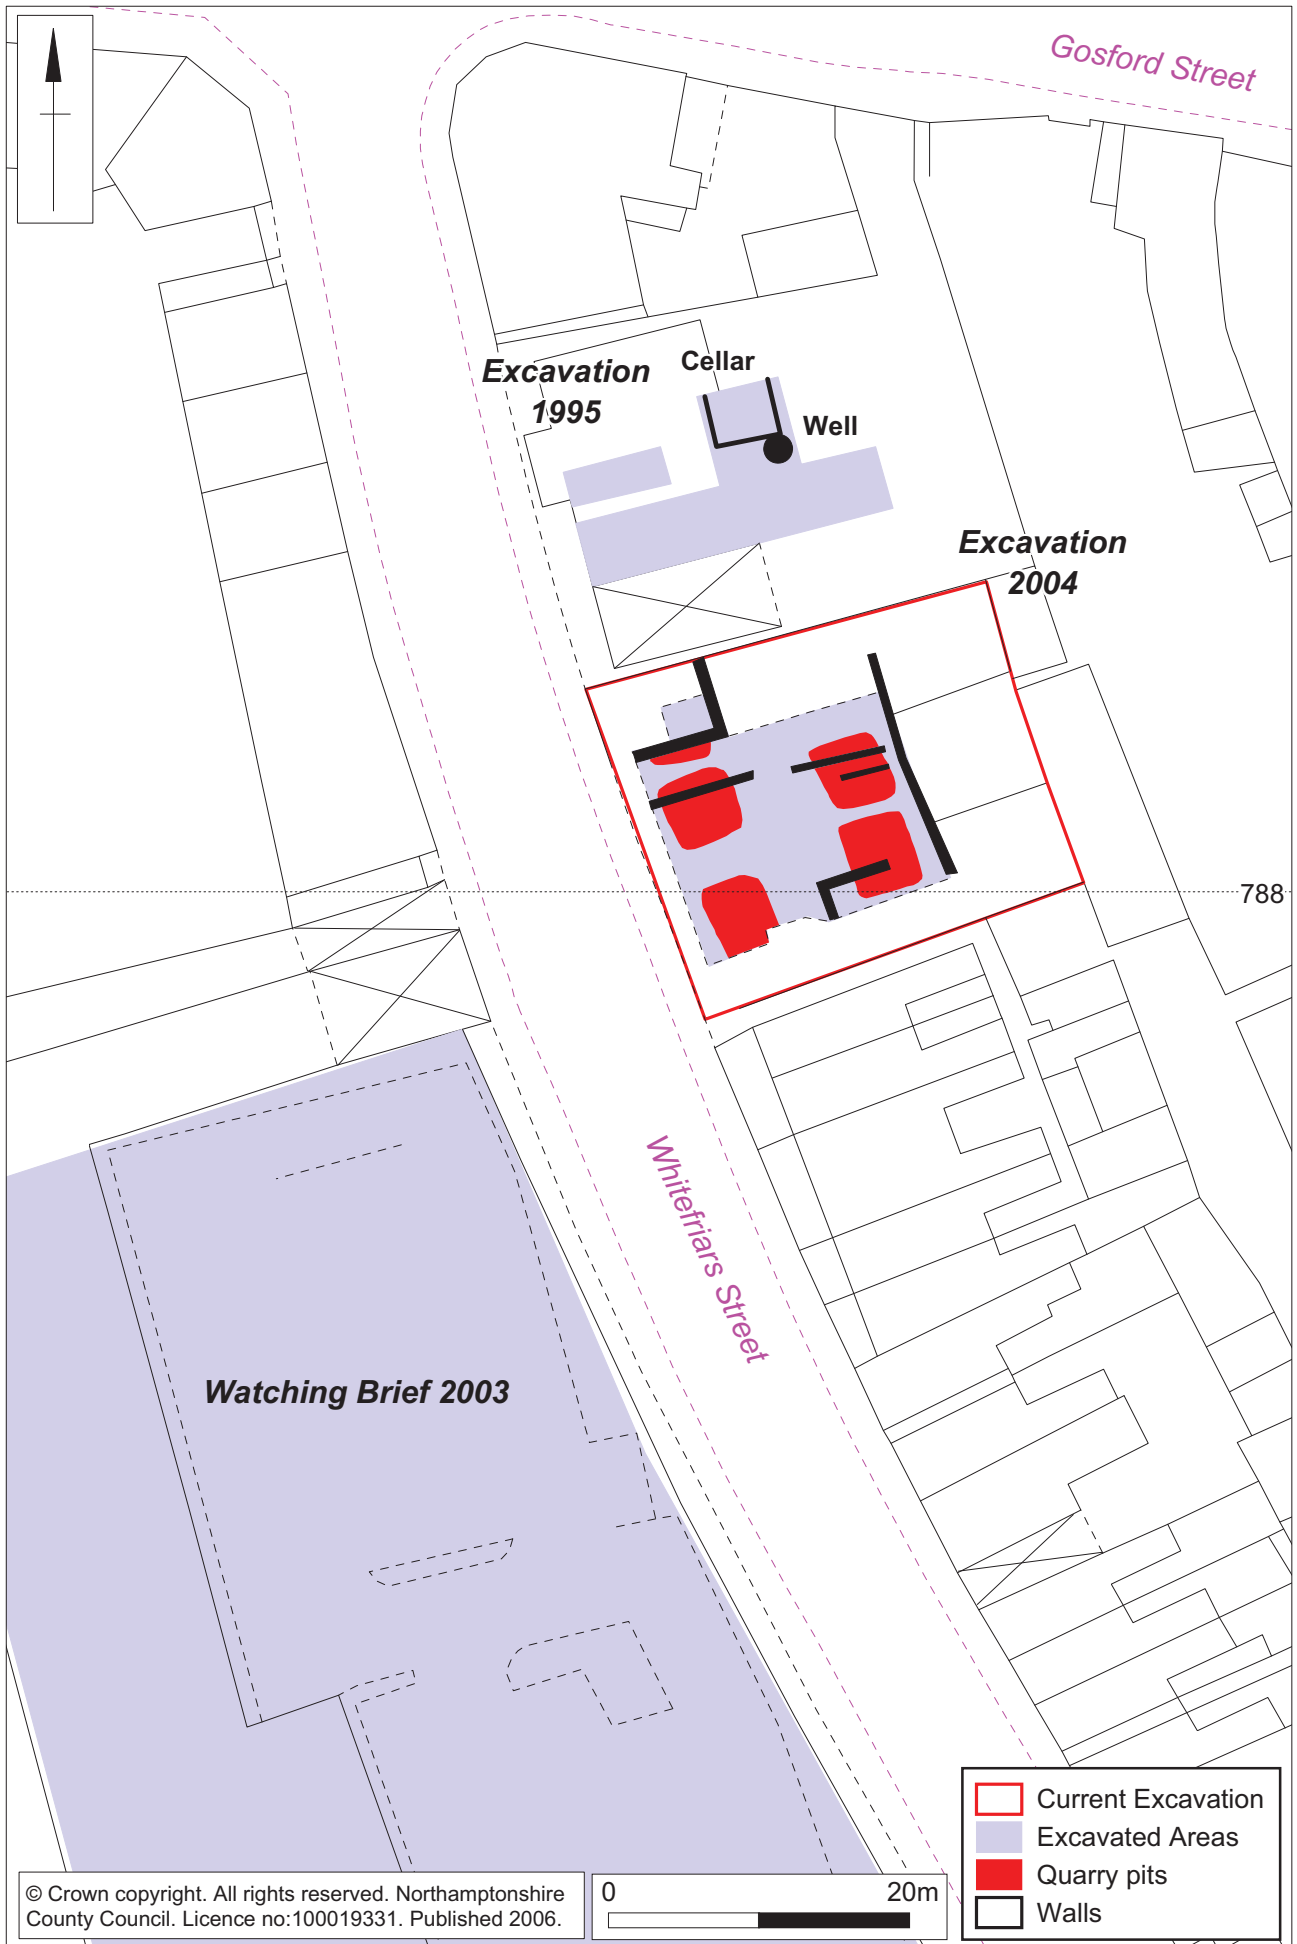 Gosford Street
Excavation
1995
Cellar
Well
Excavation
2004
788
Whitefriars Street
Watching Brief 2003
Current Excavation
Excavated Areas
Quarry pits
Walls
© Crown copyright. All rights reserved. Northamptonshire
County Council. Licence no:100019331. Published 2006.
0 20m